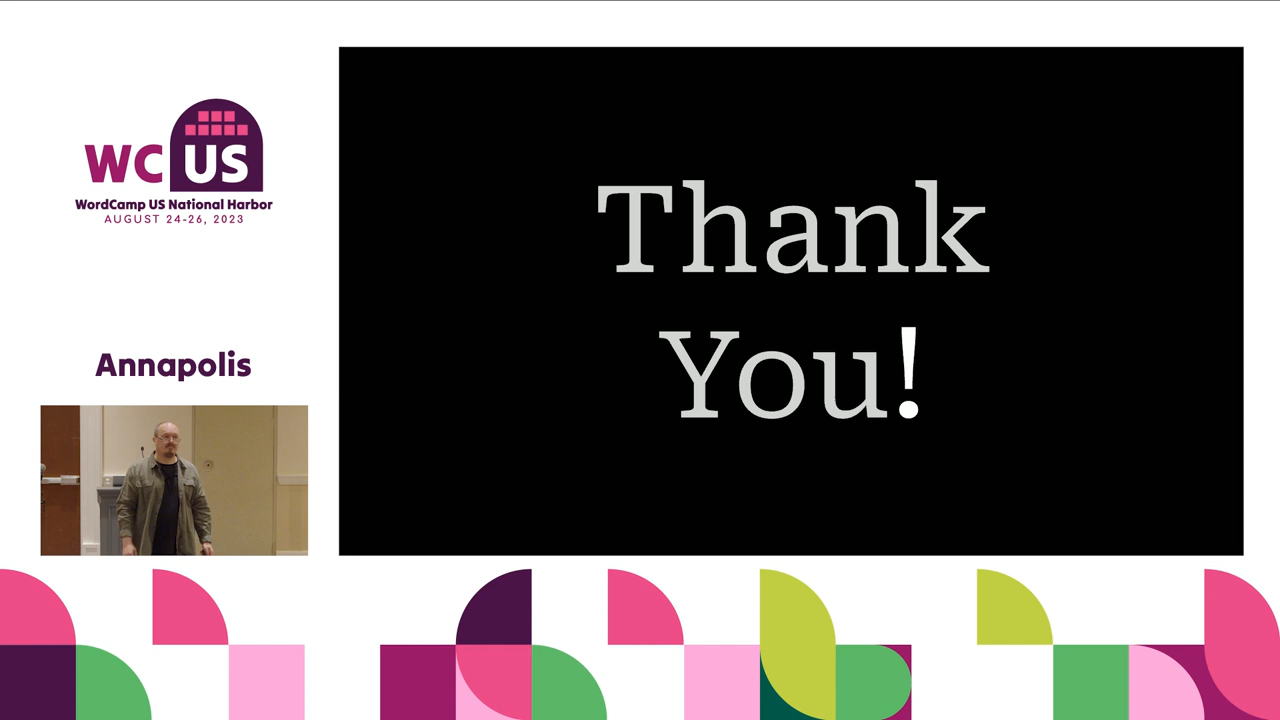 WC US
WordCamp US National Harbor
AUGUST 24-26, 2023
Annapolis
Thank
You!